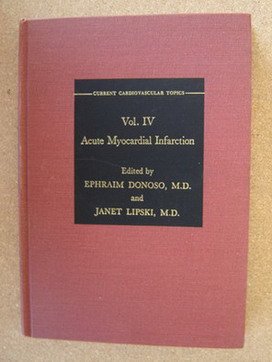 CURRENT CARDIOVASCULAR TOPICS
Vol. IV
Acute Myocardial Infarction
Edited by
EPHRAIM DONOSO, M.D.
and
JANET LIPSKI, M.D.